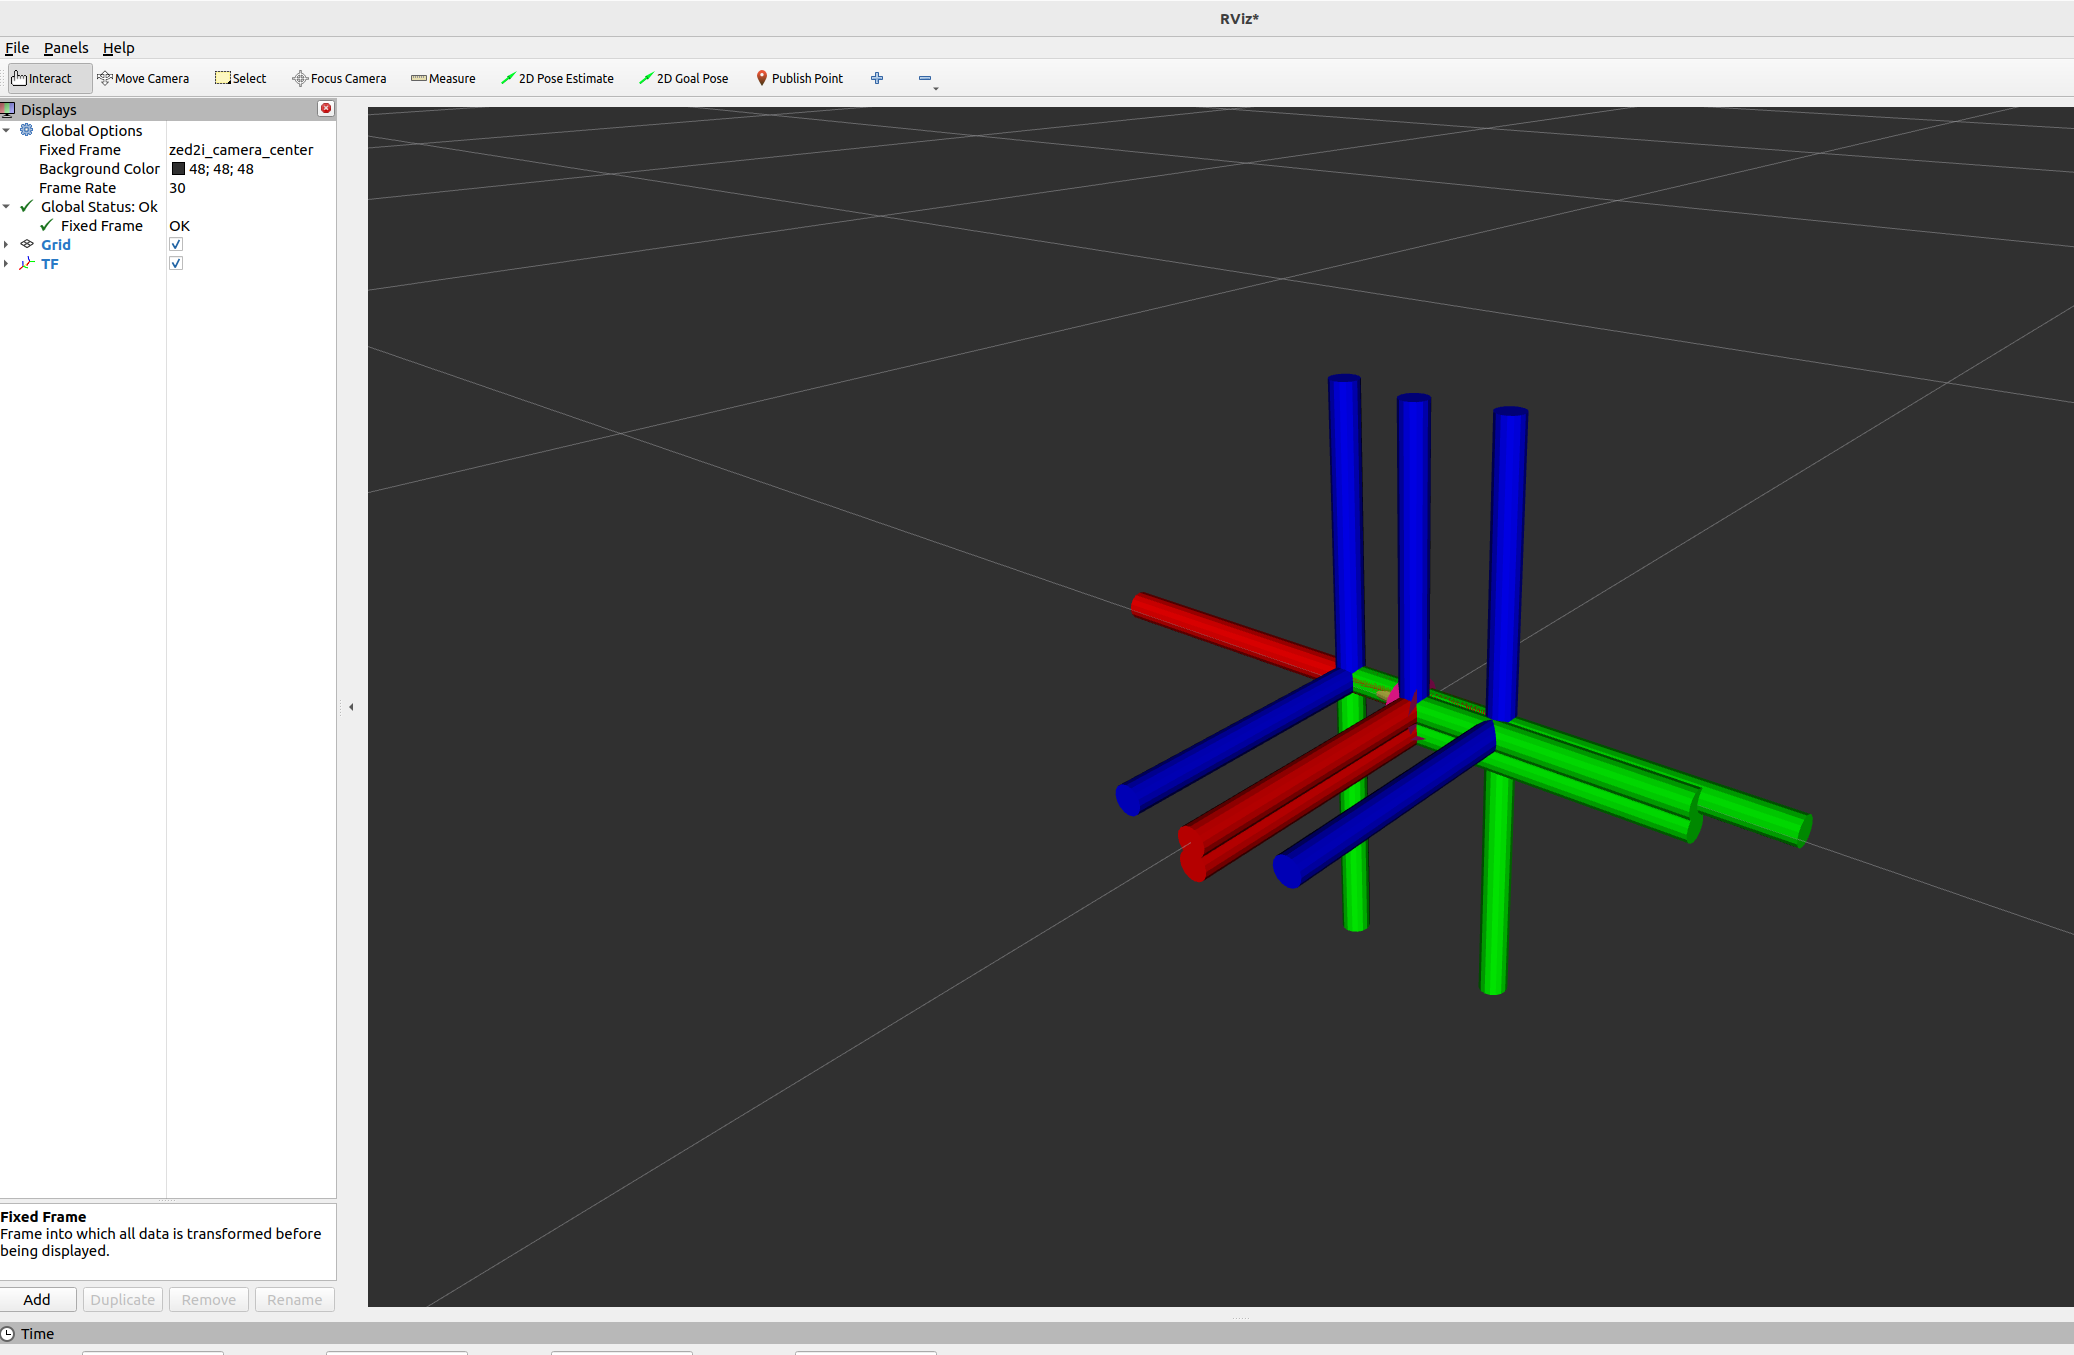 RViz*
File Panels Help
Interact Move Camera Select Focus Camera Measure 2D Pose Estimate 2D Goal Pose Publish Point
Displays
Global Options
Fixed Frame zed2i_camera_center
Background Color 48; 48; 48
Frame Rate 30
Global Status: Ok
Fixed Frame OK
Grid
TF
Fixed Frame
Frame into which all data is transformed before
being displayed.
Add Duplicate Remove Rename
Time